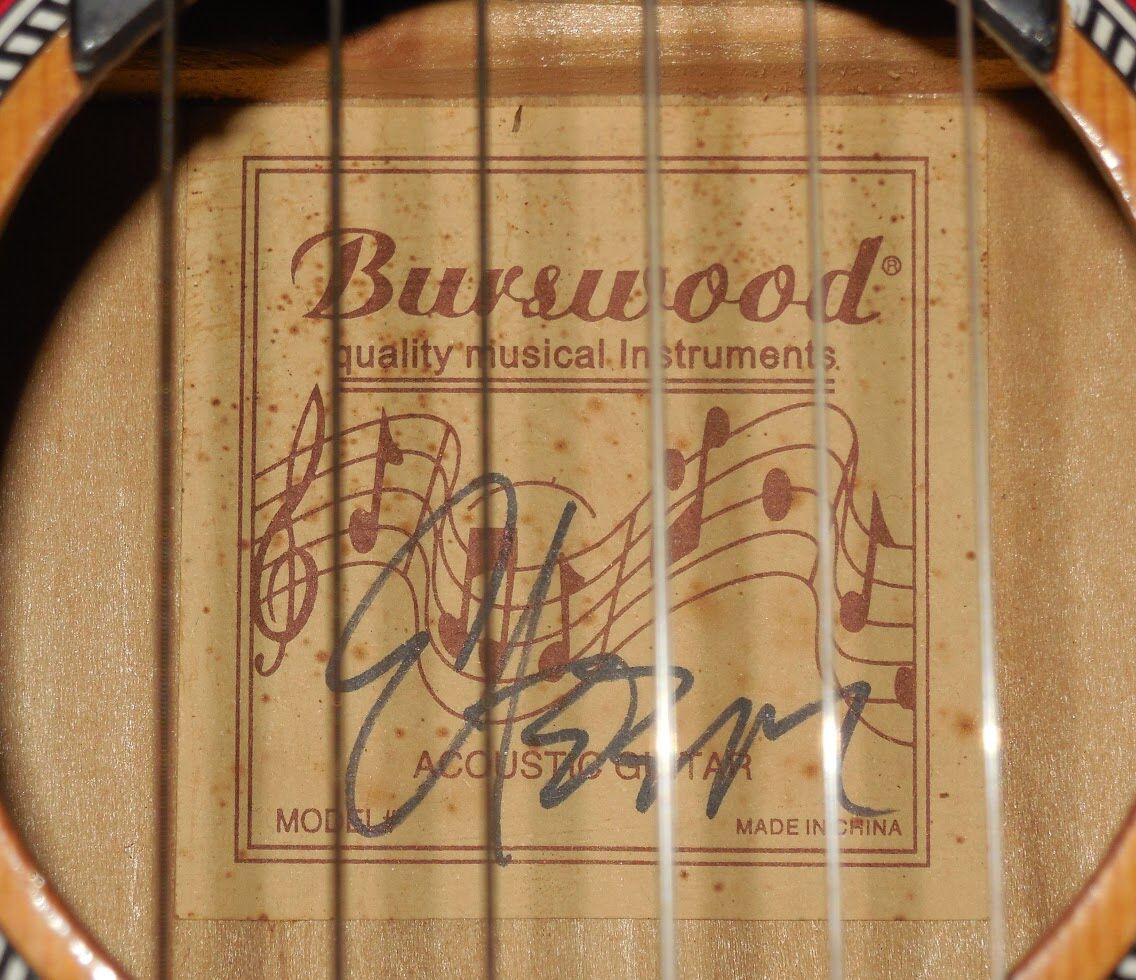 Burswood®
quality musical Instruments
ACOUSTIC GUITAR
MODEL#
MADE IN CHINA